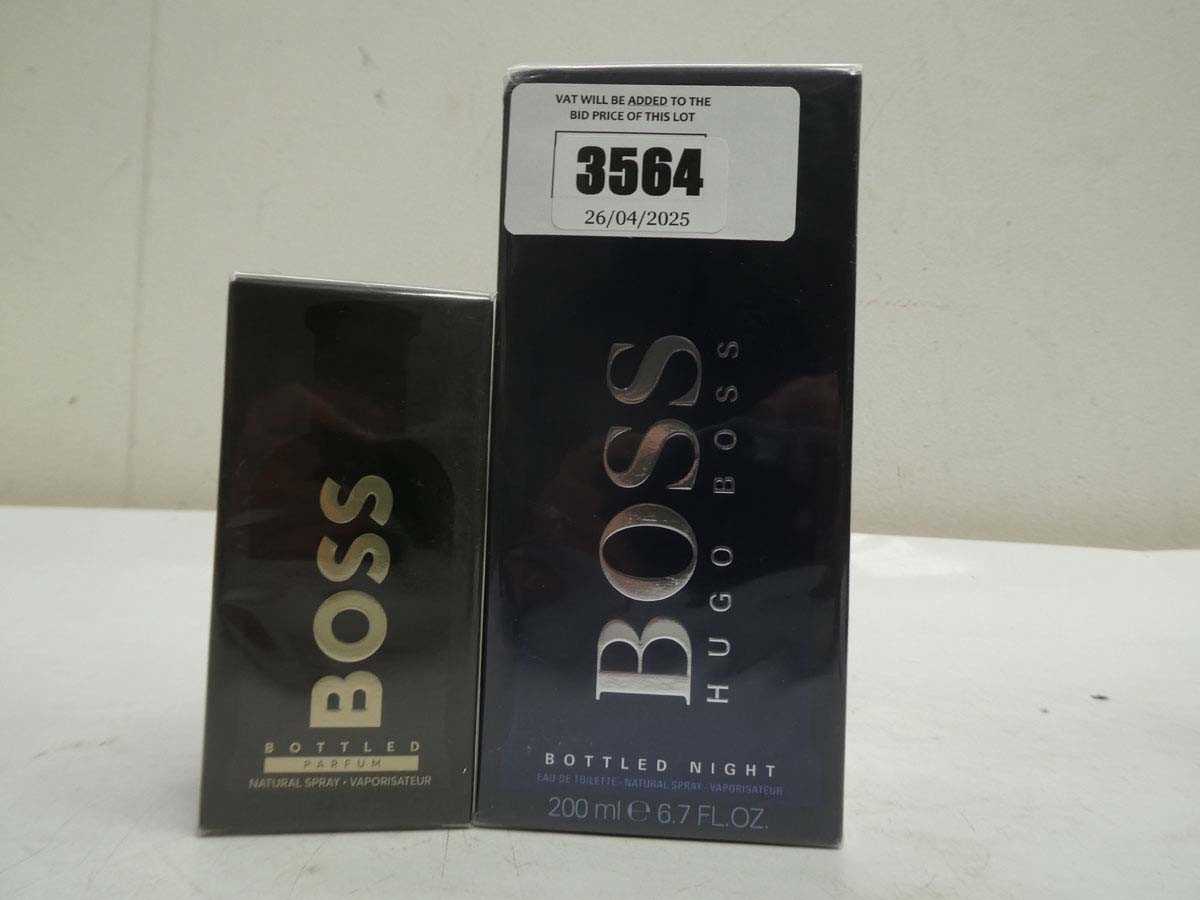 VAT WILL BE ADDED TO THE
BID PRICE OF THIS LOT
3564
26/04/2025
BOSS
BOTTLED
PARFUM
NATURAL SPRAY · VAPORISATEUR
BOSS
HUGO BOSS
BOTTLED NIGHT
EAU DE TOILETTE · NATURAL SPRAY · VAPORISATEUR
200 ml ℮ 6.7 FL.OZ.